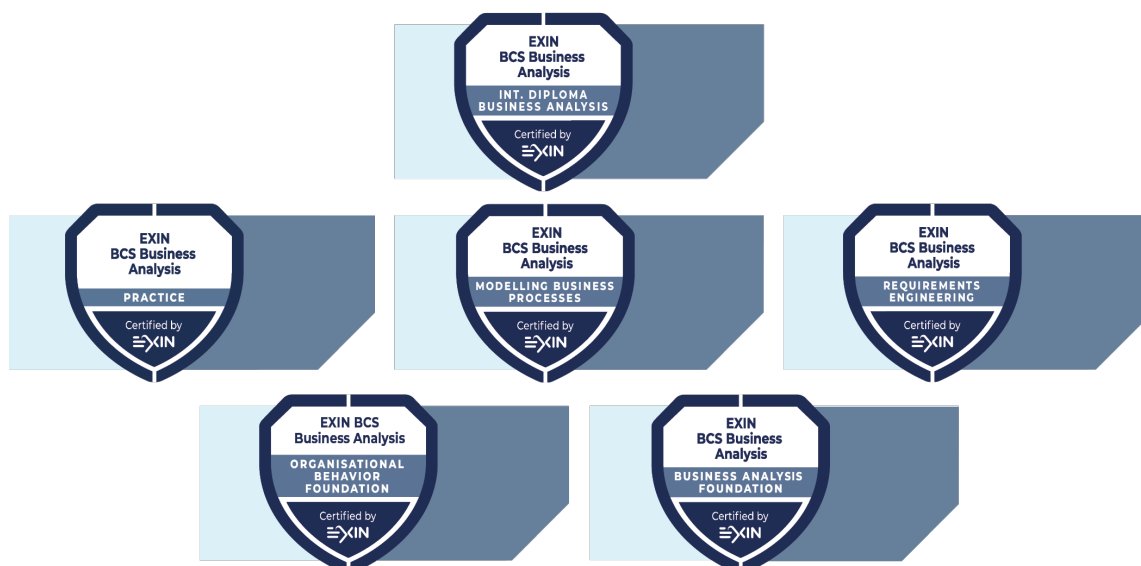 EXIN
BCS Business
Analysis
INT. DIPLOMA
BUSINESS ANALYSIS
Certified by
EXIN
EXIN
BCS Business
Analysis
PRACTICE
Certified by
EXIN
EXIN
BCS Business
Analysis
MODELLING BUSINESS
PROCESSES
Certified by
EXIN
EXIN
BCS Business
Analysis
REQUIREMENTS
ENGINEERING
Certified by
EXIN
EXIN BCS
Business Analysis
ORGANISATIONAL
BEHAVIOR
FOUNDATION
Certified by
EXIN
EXIN
BCS Business
Analysis
BUSINESS ANALYSIS
FOUNDATION
Certified by
EXIN